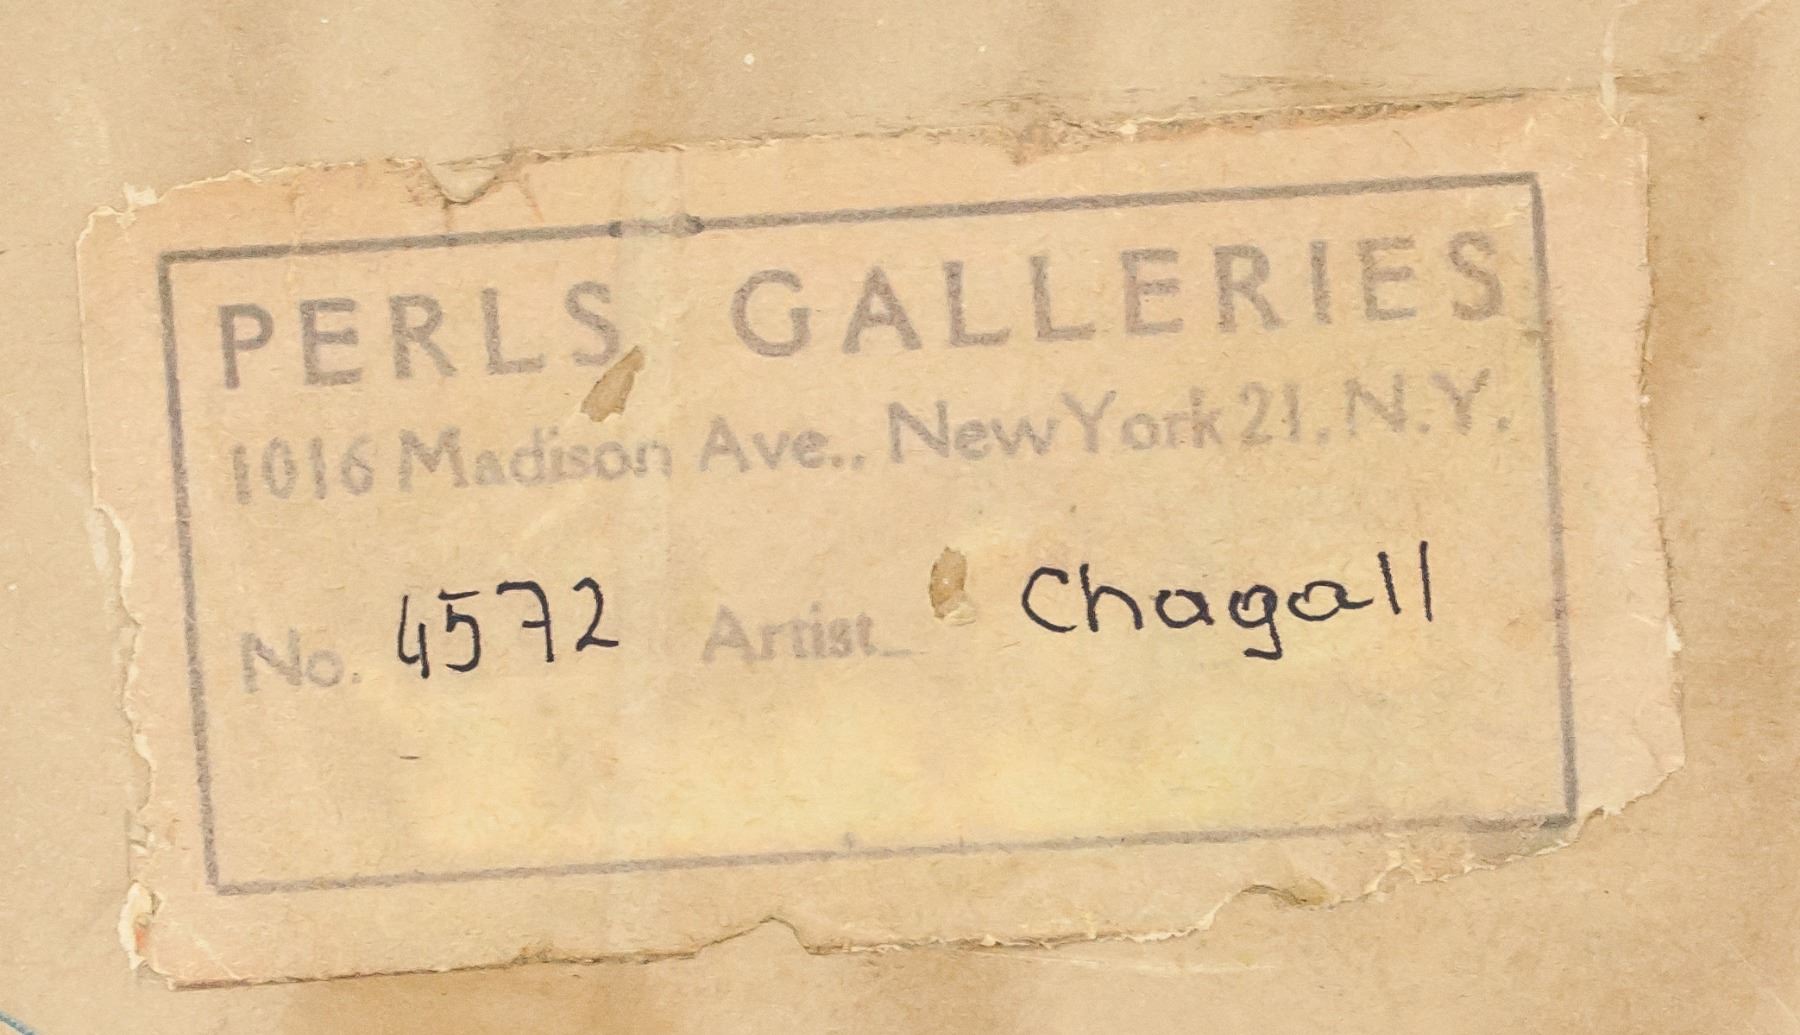 PERLS GALLERIES
1016 Madison Ave., New York 21, N.Y.
No. 4572 Artist Chagall